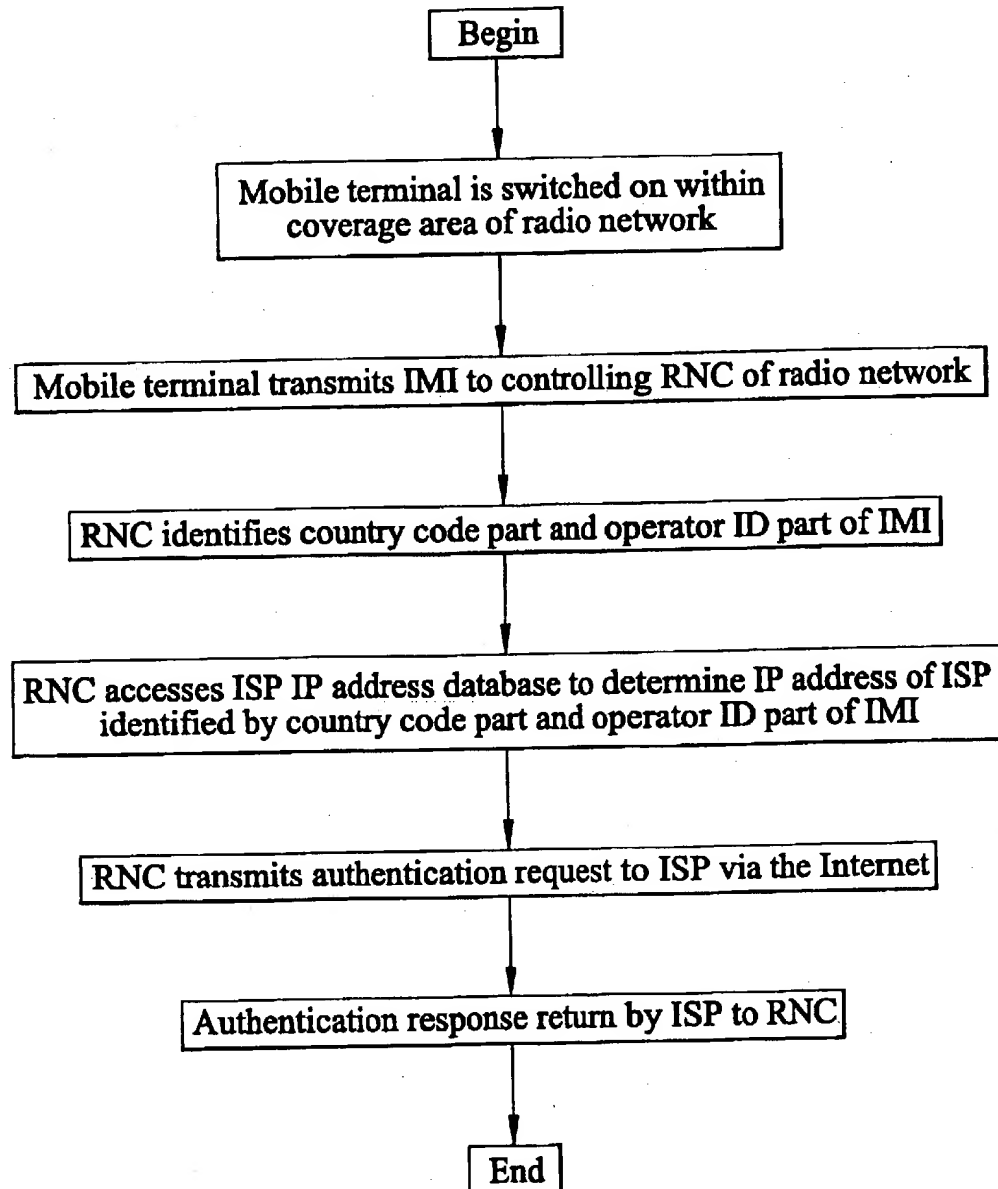 Begin
Mobile terminal is switched on within
coverage area of radio network
Mobile terminal transmits IMI to controlling RNC of radio network
RNC identifies country code part and operator ID part of IMI
RNC accesses ISP IP address database to determine IP address of ISP
identified by country code part and operator ID part of IMI
RNC transmits authentication request to ISP via the Internet
Authentication response return by ISP to RNC
End